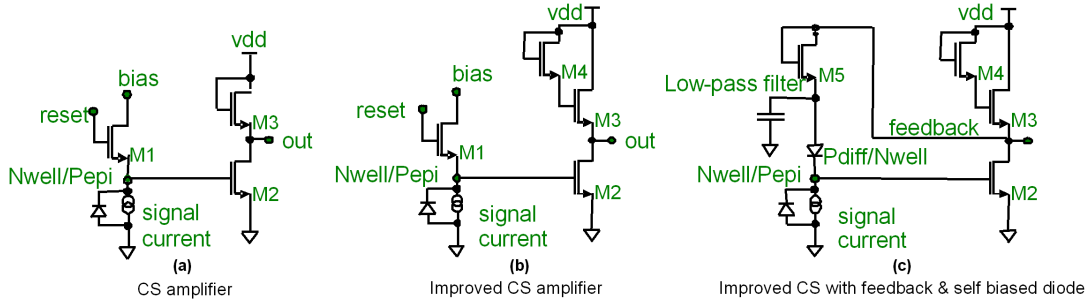 vdd
bias
reset
M3
out
M1
Nwell/Pepi
M2
signal
current
(a)
CS amplifier
vdd
M4
bias
reset
M3
out
M1
Nwell/Pepi
M2
signal
current
(b)
Improved CS amplifier
vdd
M5
M4
Low-pass filter
M3
feedback
Pdiff/Nwell
Nwell/Pepi
M2
signal
current
(c)
Improved CS with feedback & self biased diode